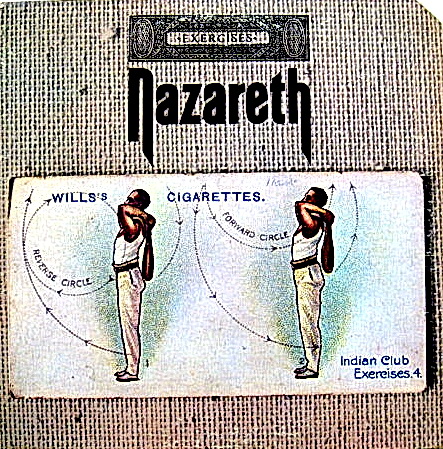 EXERCISES
Nazareth
WILLS'S CIGARETTES.
REVERSE CIRCLE
FORWARD CIRCLE
1
2
Indian Club
Exercises.4.